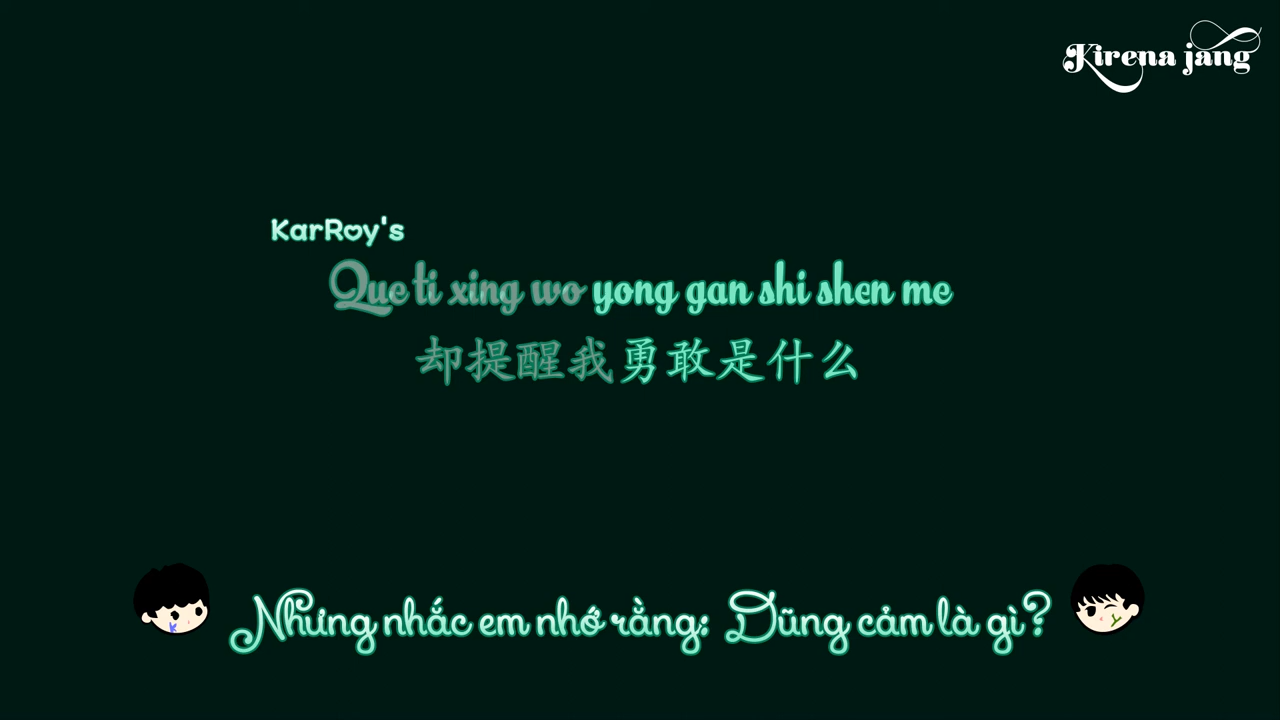 Kirena jang
KarRoy's
Que ti xing wo yong gan shi shen me
却提醒我勇敢是什么
Nhưng nhắc em nhớ rằng: Dũng cảm là gì?